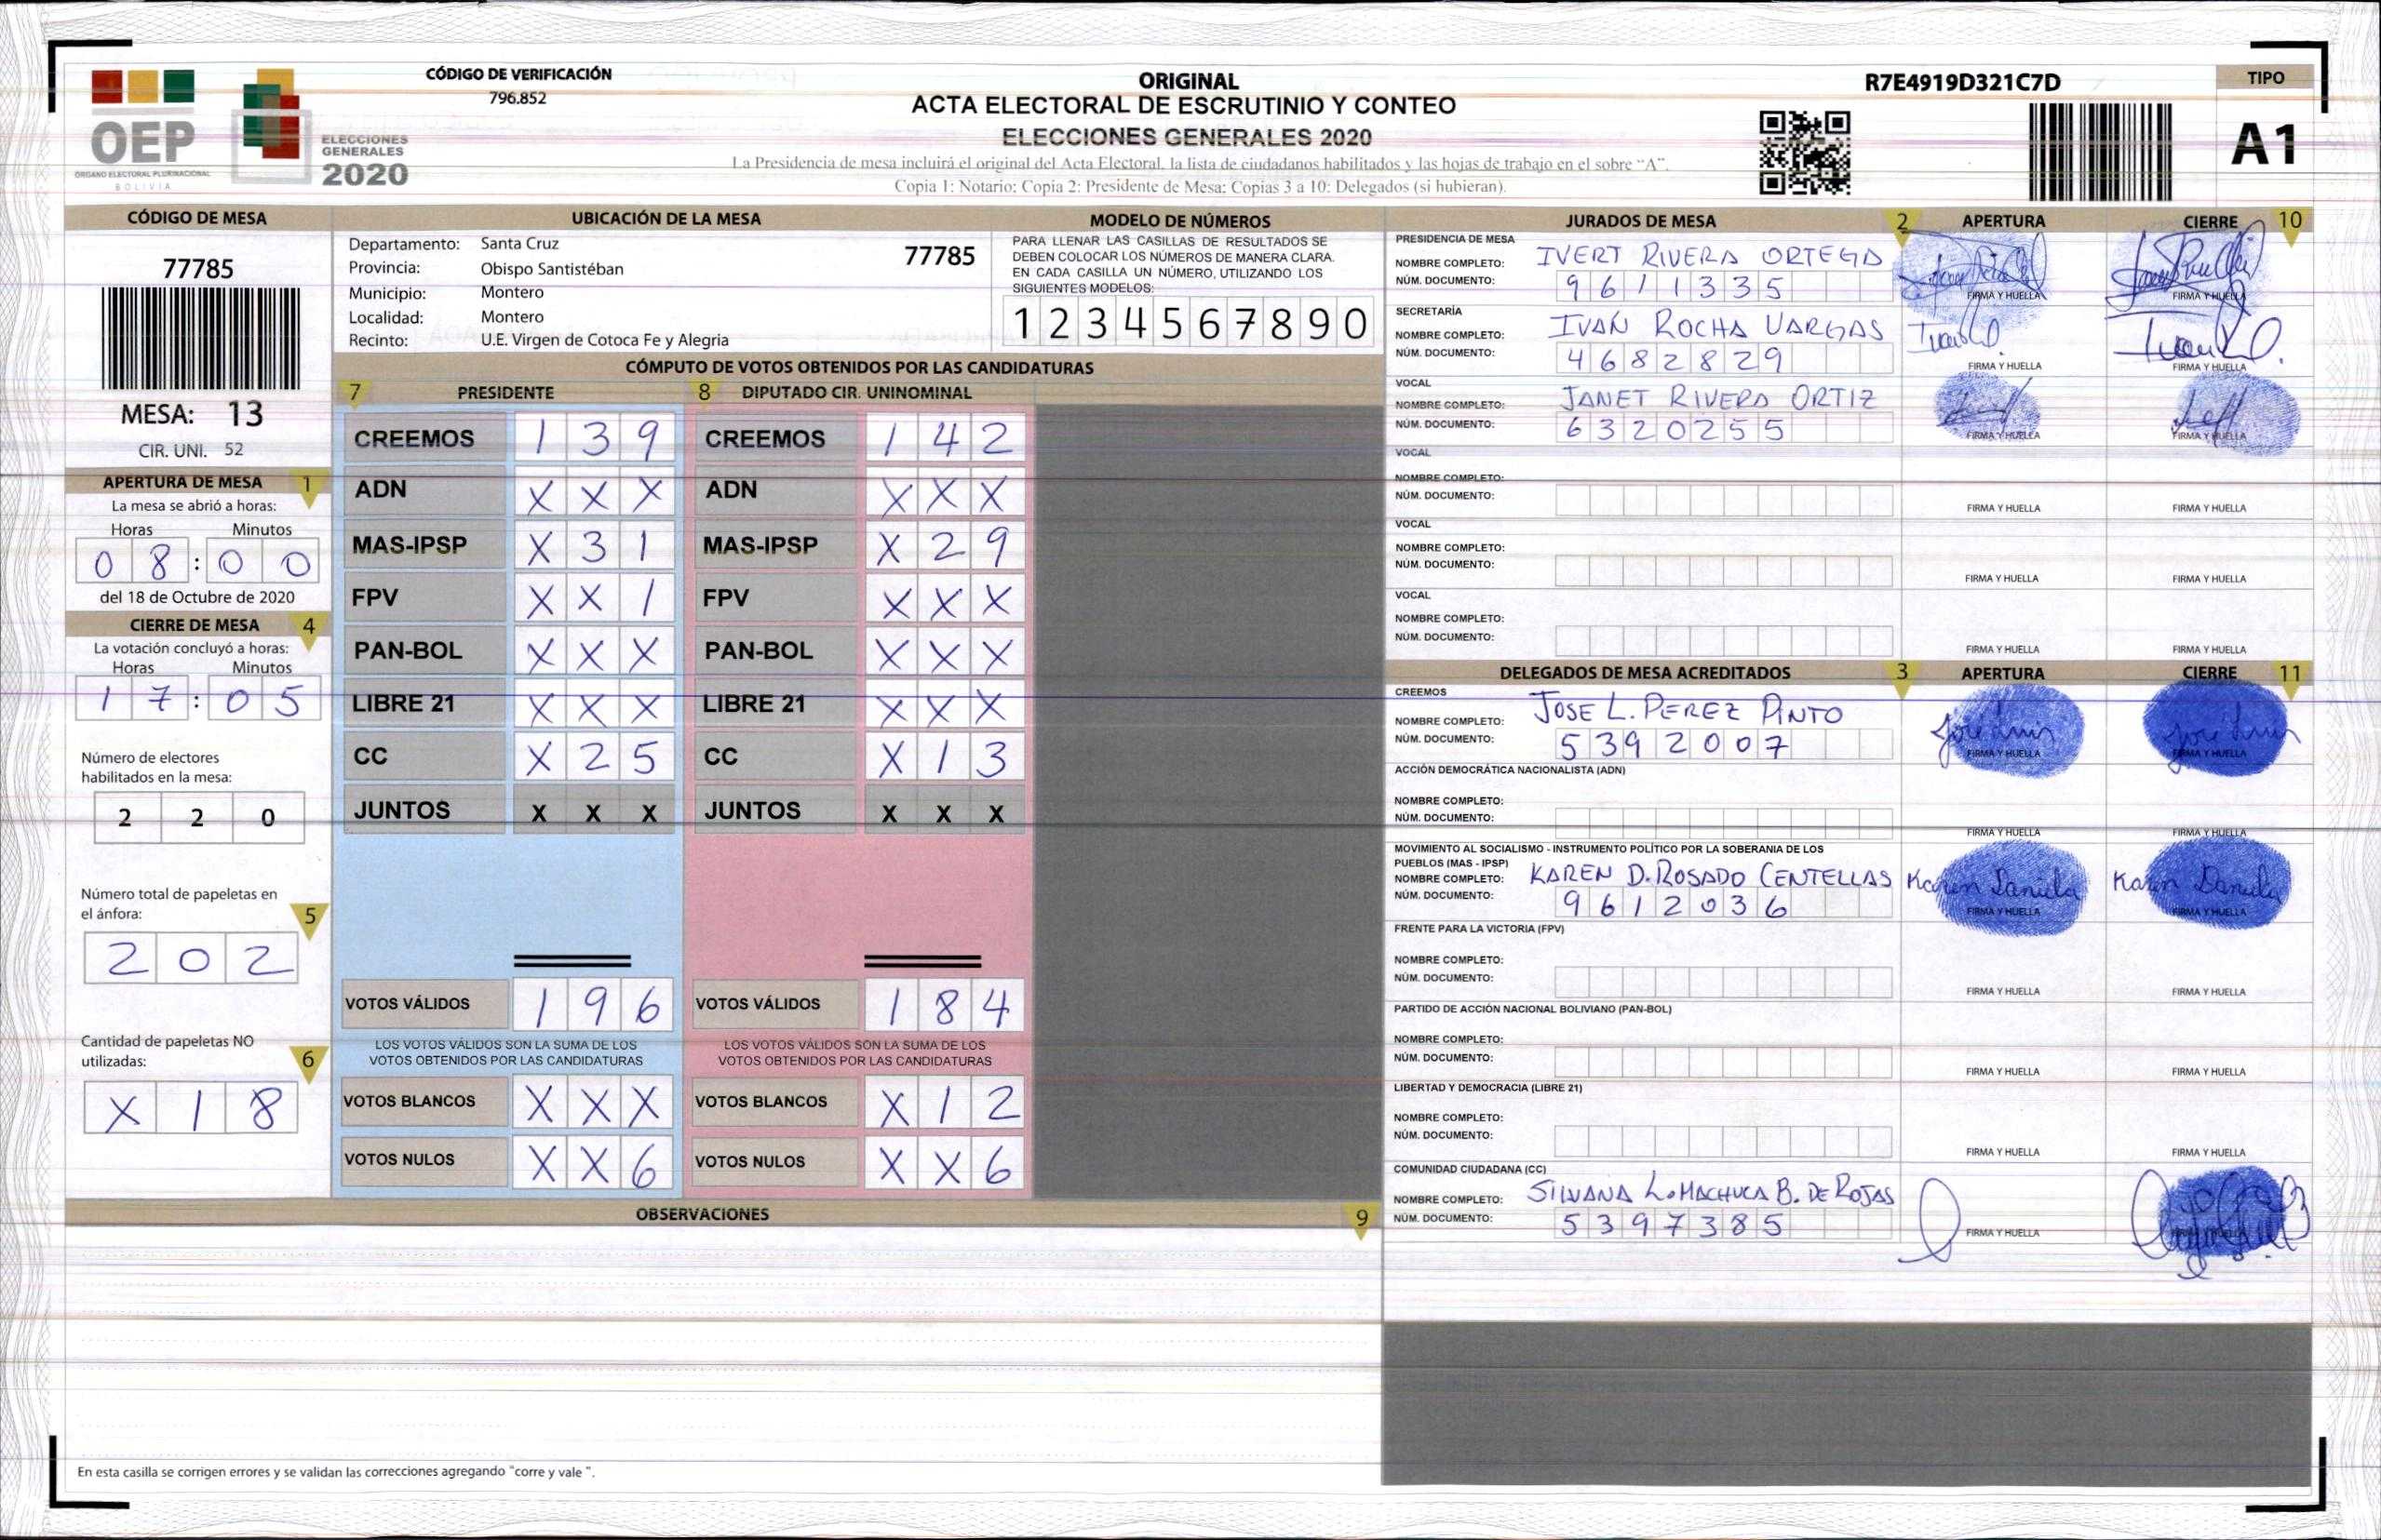 CÓDIGO DE VERIFICACIÓN
796.852
ORIGINAL
ACTA ELECTORAL DE ESCRUTINIO Y CONTEO
ELECCIONES GENERALES 2020
La Presidencia de mesa incluirá el original del Acta Electoral, la lista de ciudadanos habilitados y las hojas de trabajo en el sobre "A".
Copia 1: Notario; Copia 2: Presidente de Mesa; Copias 3 a 10: Delegados (si hubieran).
R7E4919D321C7D
TIPO
A1
OEP
ÓRGANO ELECTORAL PLURINACIONAL
BOLIVIA
ELECCIONES
GENERALES
2020
CÓDIGO DE MESA
77785
MESA: 13
CIR. UNI. 52
APERTURA DE MESA 1
La mesa se abrió a horas:
Horas Minutos
0 8 : 0 0
del 18 de Octubre de 2020
CIERRE DE MESA 4
La votación concluyó a horas:
Horas Minutos
1 7 : 0 5
Número de electores
habilitados en la mesa:
2 2 0
Número total de papeletas en
el ánfora: 5
2 0 2
Cantidad de papeletas NO
utilizadas: 6
X 1 8
UBICACIÓN DE LA MESA
Departamento: Santa Cruz
77785
Provincia: Obispo Santistéban
Municipio: Montero
Localidad: Montero
Recinto: U.E. Virgen de Cotoca Fe y Alegria
MODELO DE NÚMEROS
PARA LLENAR LAS CASILLAS DE RESULTADOS SE
DEBEN COLOCAR LOS NÚMEROS DE MANERA CLARA.
EN CADA CASILLA UN NÚMERO, UTILIZANDO LOS
SIGUIENTES MODELOS:
1 2 3 4 5 6 7 8 9 0
CÓMPUTO DE VOTOS OBTENIDOS POR LAS CANDIDATURAS
7 PRESIDENTE
CREEMOS 1 3 9
ADN X X X
MAS-IPSP X 3 1
FPV X X 1
PAN-BOL X X X
LIBRE 21 X X X
CC X 2 5
JUNTOS X X X
VOTOS VÁLIDOS 1 9 6
LOS VOTOS VÁLIDOS SON LA SUMA DE LOS
VOTOS OBTENIDOS POR LAS CANDIDATURAS
VOTOS BLANCOS X X X
VOTOS NULOS X X 6
8 DIPUTADO CIR. UNINOMINAL
CREEMOS 1 4 2
ADN X X X
MAS-IPSP X 2 9
FPV X X X
PAN-BOL X X X
LIBRE 21 X X X
CC X 1 3
JUNTOS X X X
VOTOS VÁLIDOS 1 8 4
LOS VOTOS VÁLIDOS SON LA SUMA DE LOS
VOTOS OBTENIDOS POR LAS CANDIDATURAS
VOTOS BLANCOS X 1 2
VOTOS NULOS X X 6
OBSERVACIONES 9
En esta casilla se corrigen errores y se validan las correcciones agregando "corre y vale ".
JURADOS DE MESA 2 APERTURA CIERRE 10
PRESIDENCIA DE MESA
NOMBRE COMPLETO: IVERT RIVERA ORTEGA
NÚM. DOCUMENTO: 9611335
FIRMA Y HUELLA FIRMA Y HUELLA
SECRETARÍA
NOMBRE COMPLETO: IVAN ROCHA VARGAS
NÚM. DOCUMENTO: 4682829
FIRMA Y HUELLA FIRMA Y HUELLA
VOCAL
NOMBRE COMPLETO: JANET RIVERA ORTIZ
NÚM. DOCUMENTO: 6320255
FIRMA Y HUELLA FIRMA Y HUELLA
VOCAL
NOMBRE COMPLETO:
NÚM. DOCUMENTO:
FIRMA Y HUELLA FIRMA Y HUELLA
VOCAL
NOMBRE COMPLETO:
NÚM. DOCUMENTO:
FIRMA Y HUELLA FIRMA Y HUELLA
VOCAL
NOMBRE COMPLETO:
NÚM. DOCUMENTO:
FIRMA Y HUELLA FIRMA Y HUELLA
DELEGADOS DE MESA ACREDITADOS 3 APERTURA CIERRE 11
CREEMOS
NOMBRE COMPLETO: JOSE L. PEREZ PINTO
José Luis José Luis
NÚM. DOCUMENTO: 5392007
FIRMA Y HUELLA FIRMA Y HUELLA
ACCIÓN DEMOCRÁTICA NACIONALISTA (ADN)
NOMBRE COMPLETO:
NÚM. DOCUMENTO:
FIRMA Y HUELLA FIRMA Y HUELLA
MOVIMIENTO AL SOCIALISMO - INSTRUMENTO POLÍTICO POR LA SOBERANIA DE LOS
PUEBLOS (MAS - IPSP)
NOMBRE COMPLETO: KAREN D. ROSADO CENTELLAS
Karen Daniela Karen Daniela
NÚM. DOCUMENTO: 9612036
FIRMA Y HUELLA FIRMA Y HUELLA
FRENTE PARA LA VICTORIA (FPV)
NOMBRE COMPLETO:
NÚM. DOCUMENTO:
FIRMA Y HUELLA FIRMA Y HUELLA
PARTIDO DE ACCIÓN NACIONAL BOLIVIANO (PAN-BOL)
NOMBRE COMPLETO:
NÚM. DOCUMENTO:
FIRMA Y HUELLA FIRMA Y HUELLA
LIBERTAD Y DEMOCRACIA (LIBRE 21)
NOMBRE COMPLETO:
NÚM. DOCUMENTO:
FIRMA Y HUELLA FIRMA Y HUELLA
COMUNIDAD CIUDADANA (CC)
NOMBRE COMPLETO: SILVANA L. MACHUCA B. DE ROJAS
NÚM. DOCUMENTO: 5397385
FIRMA Y HUELLA